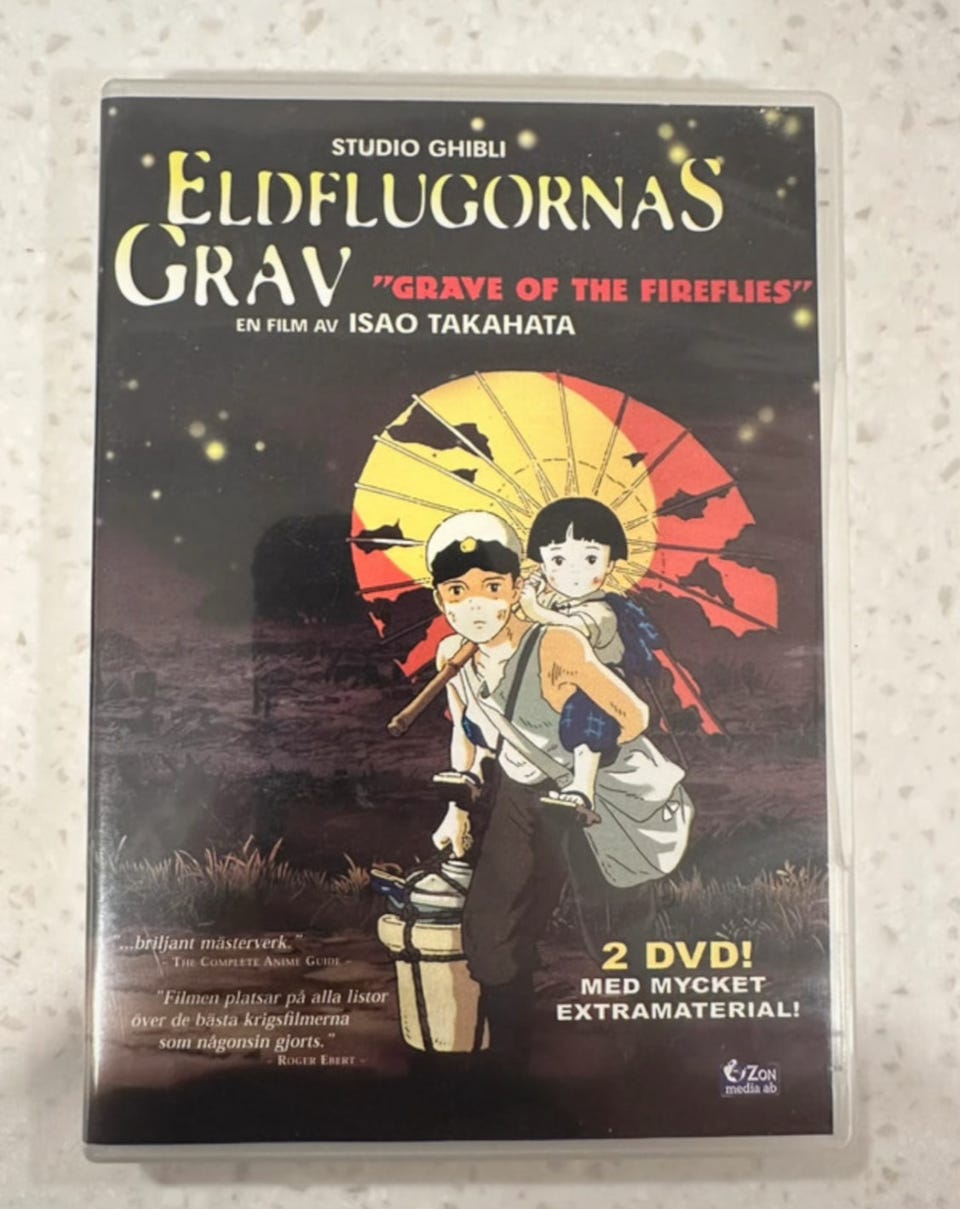 STUDIO GHIBLI
ELDFLUGORNAS
GRAV "GRAVE OF THE FIREFLIES"
EN FILM AV ISAO TAKAHATA
"...briljant mästerverk."
- THE COMPLETE ANIME GUIDE -
"Filmen platsar på alla listor
över de bästa krigsfilmerna
som någonsin gjorts."
- ROGER EBERT -
2 DVD!
MED MYCKET
EXTRAMATERIAL!
ZON
media ab